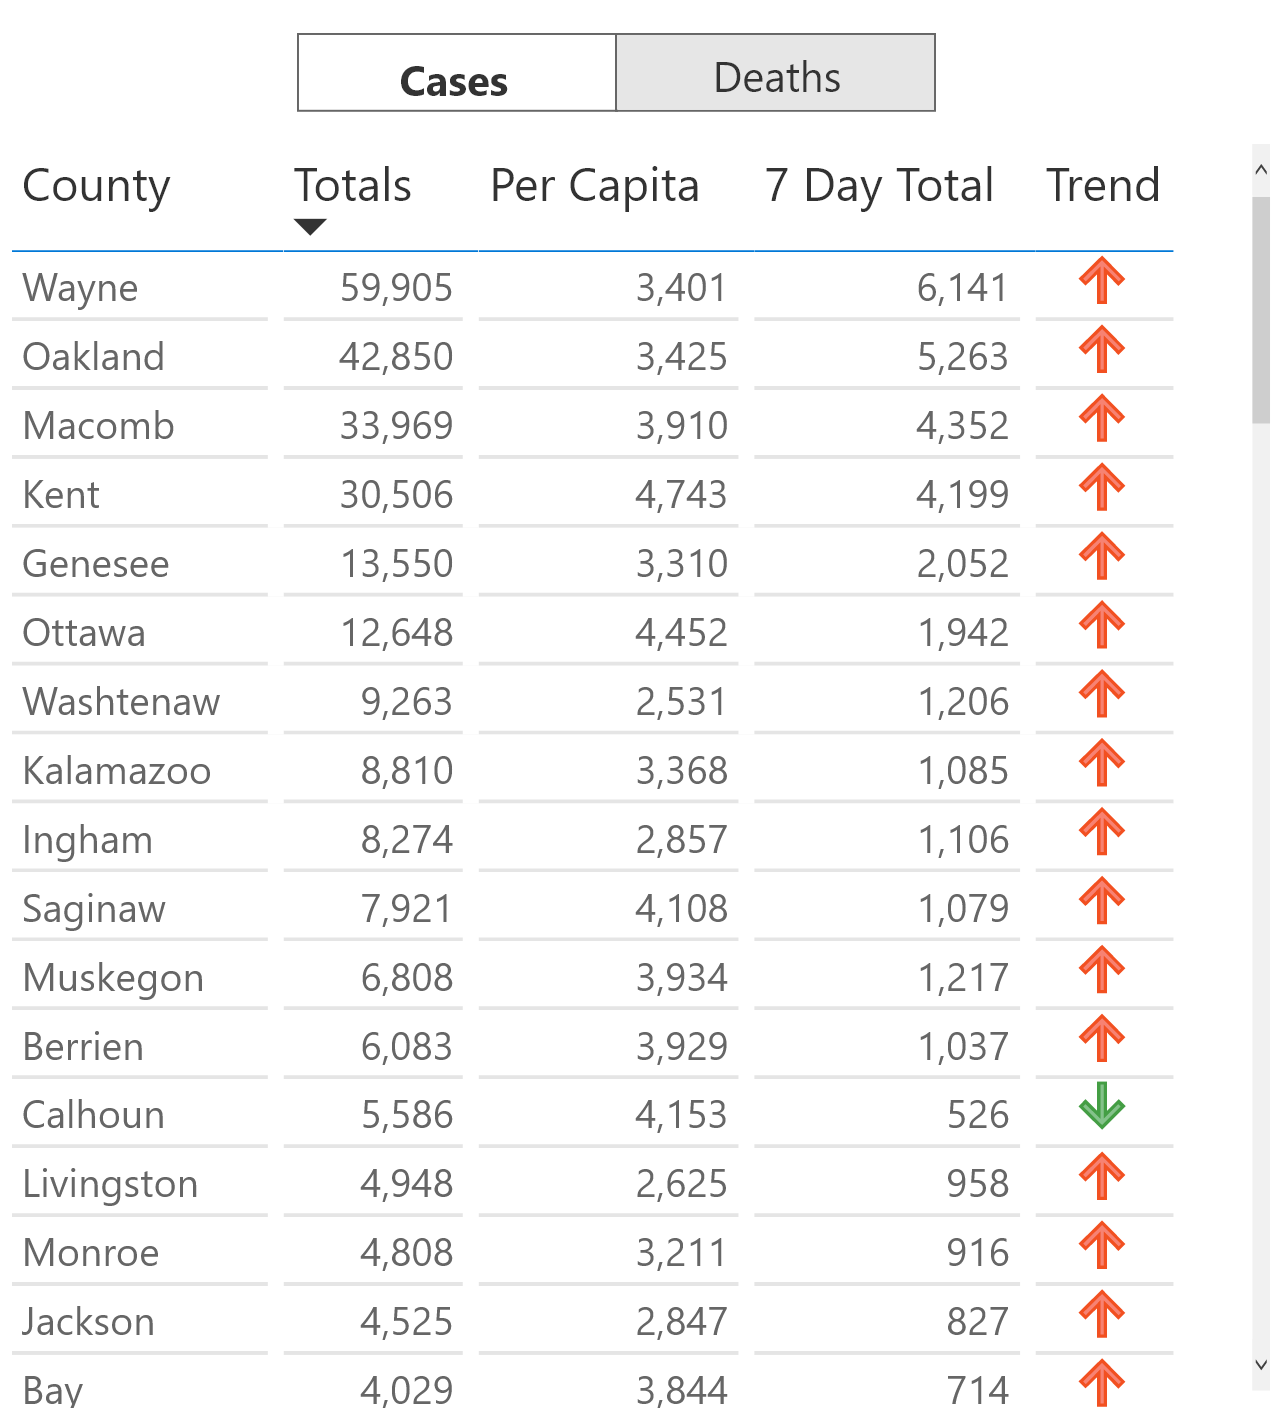 Cases Deaths
County Totals Per Capita 7 Day Total Trend
Wayne 59,905 3,401 6,141
Oakland 42,850 3,425 5,263
Macomb 33,969 3,910 4,352
Kent 30,506 4,743 4,199
Genesee 13,550 3,310 2,052
Ottawa 12,648 4,452 1,942
Washtenaw 9,263 2,531 1,206
Kalamazoo 8,810 3,368 1,085
Ingham 8,274 2,857 1,106
Saginaw 7,921 4,108 1,079
Muskegon 6,808 3,934 1,217
Berrien 6,083 3,929 1,037
Calhoun 5,586 4,153 526
Livingston 4,948 2,625 958
Monroe 4,808 3,211 916
Jackson 4,525 2,847 827
Bay 4,029 3,844 714